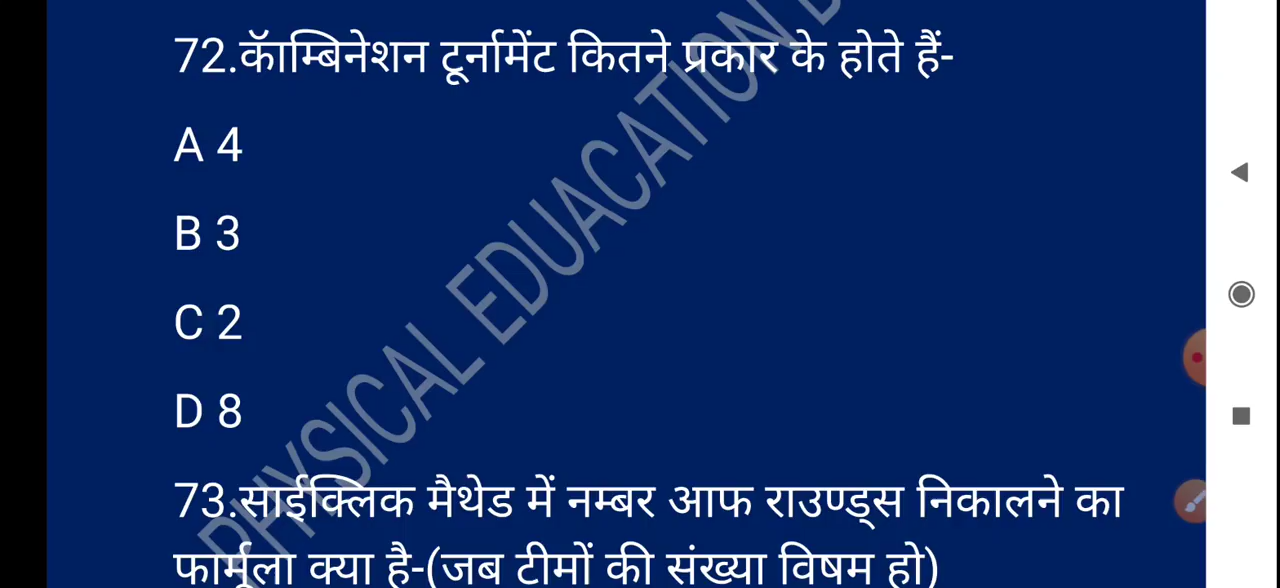 72.कॅाम्बिनेशन टूर्नामेंट कितने प्रकार के होते हैं-
A 4
B 3
C 2
D 8
73.साईक्लिक मैथेड में नम्बर आफ राउण्ड्स निकालने का
फार्मूला क्या है-(जब टीमों की संख्या विषम हो)
PHYSICAL EDUACATION